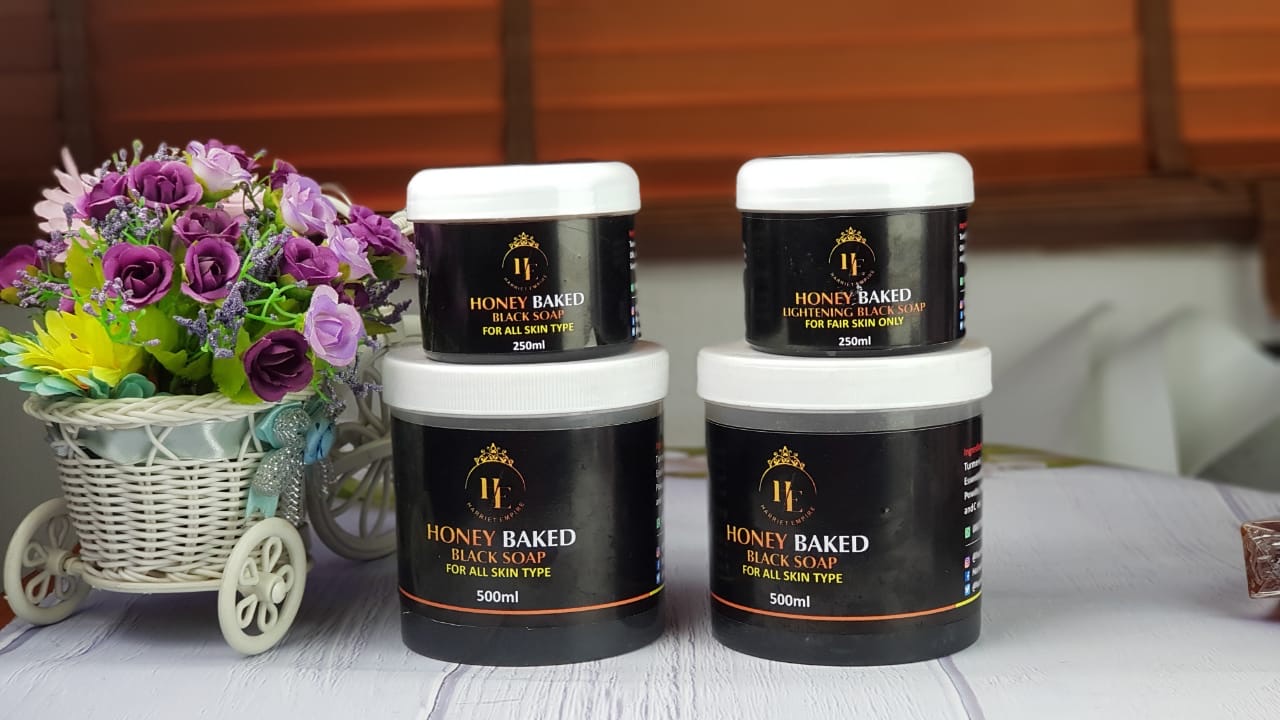 HE
HARRIET EMPIRE
HONEY BAKED
BLACK SOAP
FOR ALL SKIN TYPE
250ml
HE
HARRIET EMPIRE
HONEY BAKED
LIGHTENING BLACK SOAP
FOR FAIR SKIN ONLY
250ml
HE
HARRIET EMPIRE
HONEY BAKED
BLACK SOAP
FOR ALL SKIN TYPE
500ml
HE
HARRIET EMPIRE
HONEY BAKED
BLACK SOAP
FOR ALL SKIN TYPE
500ml